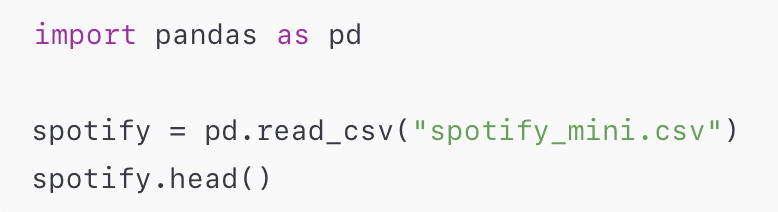 import pandas as pd
spotify = pd.read_csv("spotify_mini.csv")
spotify.head()